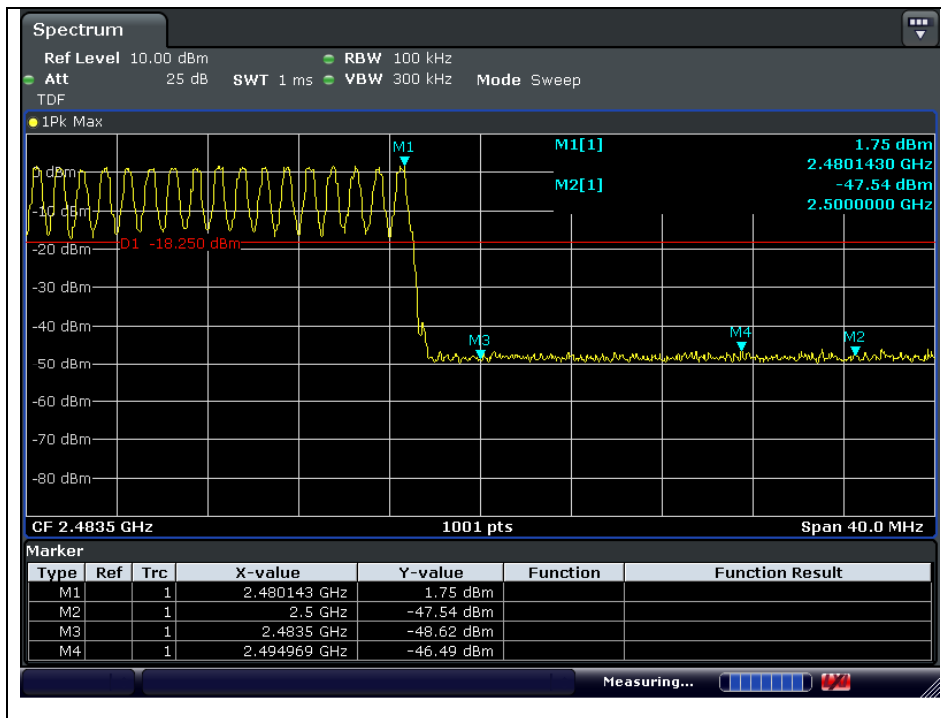 Spectrum
Ref Level 10.00 dBm RBW 100 kHz
Att 25 dB SWT 1 ms VBW 300 kHz Mode Sweep
TDF
1Pk Max
M1 M1[1] 1.75 dBm
2.4801430 GHz
0 dBm M2[1] -47.54 dBm
-10 dBm 2.5000000 GHz
-20 dBm D1 -18.250 dBm
-30 dBm
-40 dBm
M3 M4 M2
-50 dBm
-60 dBm
-70 dBm
-80 dBm
CF 2.4835 GHz 1001 pts Span 40.0 MHz
Marker
Type Ref Trc X-value Y-value Function Function Result
M1 1 2.480143 GHz 1.75 dBm
M2 1 2.5 GHz -47.54 dBm
M3 1 2.4835 GHz -48.62 dBm
M4 1 2.494969 GHz -46.49 dBm
Measuring...